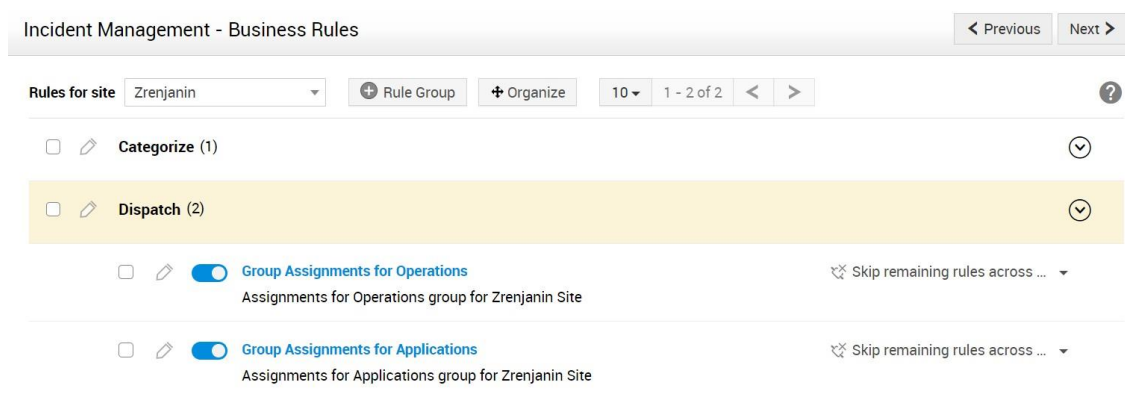 Incident Management - Business Rules
Previous Next
Rules for site Zrenjanin Rule Group Organize 10 1 - 2 of 2
Categorize (1)
Dispatch (2)
Group Assignments for Operations Skip remaining rules across ...
Assignments for Operations group for Zrenjanin Site
Group Assignments for Applications Skip remaining rules across ...
Assignments for Applications group for Zrenjanin Site